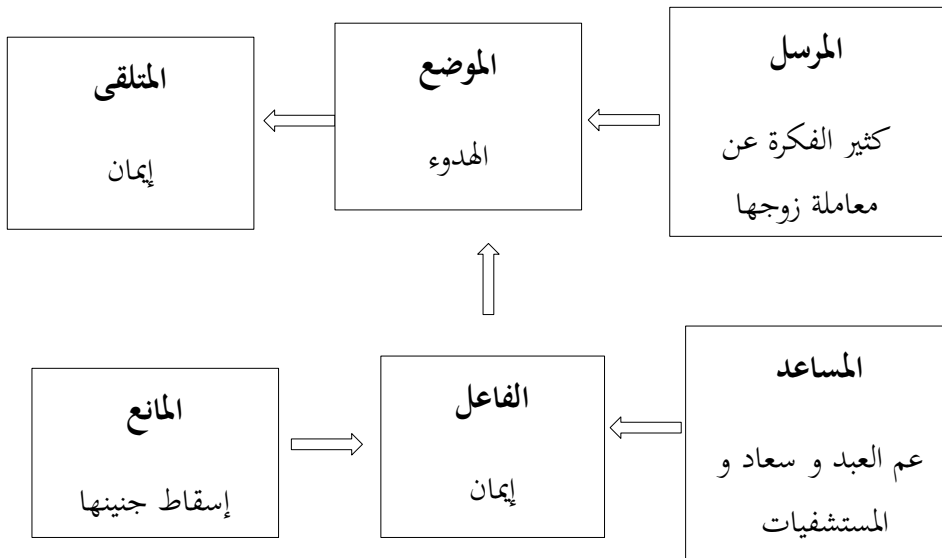 المرسل
كثير الفكرة عن
معاملة زوجها
الموضع
الهدوء
المتلقى
إيمان
المساعد
عم العبد و سعاد و
المستشفيات
الفاعل
إيمان
المانع
إسقاط جنينها